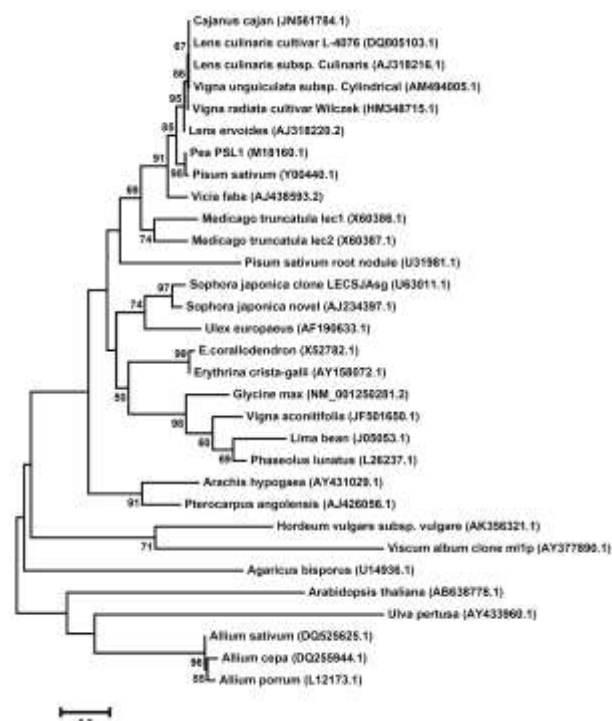 Cajanus cajan (JN561784.1)
67
Lens culinaris cultivar L-4076 (DQ605103.1)
Lens culinaris subsp. Culinaris (AJ318216.1)
86
Vigna unguiculata subsp. Cylindrical (AM494005.1)
95
Vigna radiata cultivar Wilczek (HM348715.1)
85
Lens ervoides (AJ318220.2)
Pea PSL1 (M18160.1)
91
98
Pisum sativum (Y00440.1)
69
Vicia faba (AJ438593.2)
Medicago truncatula lec1 (X60386.1)
74
Medicago truncatula lec2 (X60387.1)
Pisum sativum root nodule (U31981.1)
97
Sophora japonica clone LECSJAsg (U63011.1)
74
Sophora japonica novel (AJ234397.1)
Ulex europaeus (AF190633.1)
99
E.corallodendron (X52782.1)
Erythrina crista-galli (AY158072.1)
50
Glycine max (NM_001250281.2)
98
Vigna aconitifolia (JF501650.1)
60
Lima bean (J05053.1)
69
Phaseolus lunatus (L26237.1)
Arachis hypogaea (AY431029.1)
91
Pterocarpus angolensis (AJ426056.1)
Hordeum vulgare subsp. vulgare (AK356321.1)
71
Viscum album clone ml1p (AY377890.1)
Agaricus bisporus (U14936.1)
Arabidopsis thaliana (AB638778.1)
Ulva pertusa (AY433960.1)
Allium sativum (DQ525625.1)
98
Allium cepa (DQ255944.1)
55
Allium porrum (L12173.1)